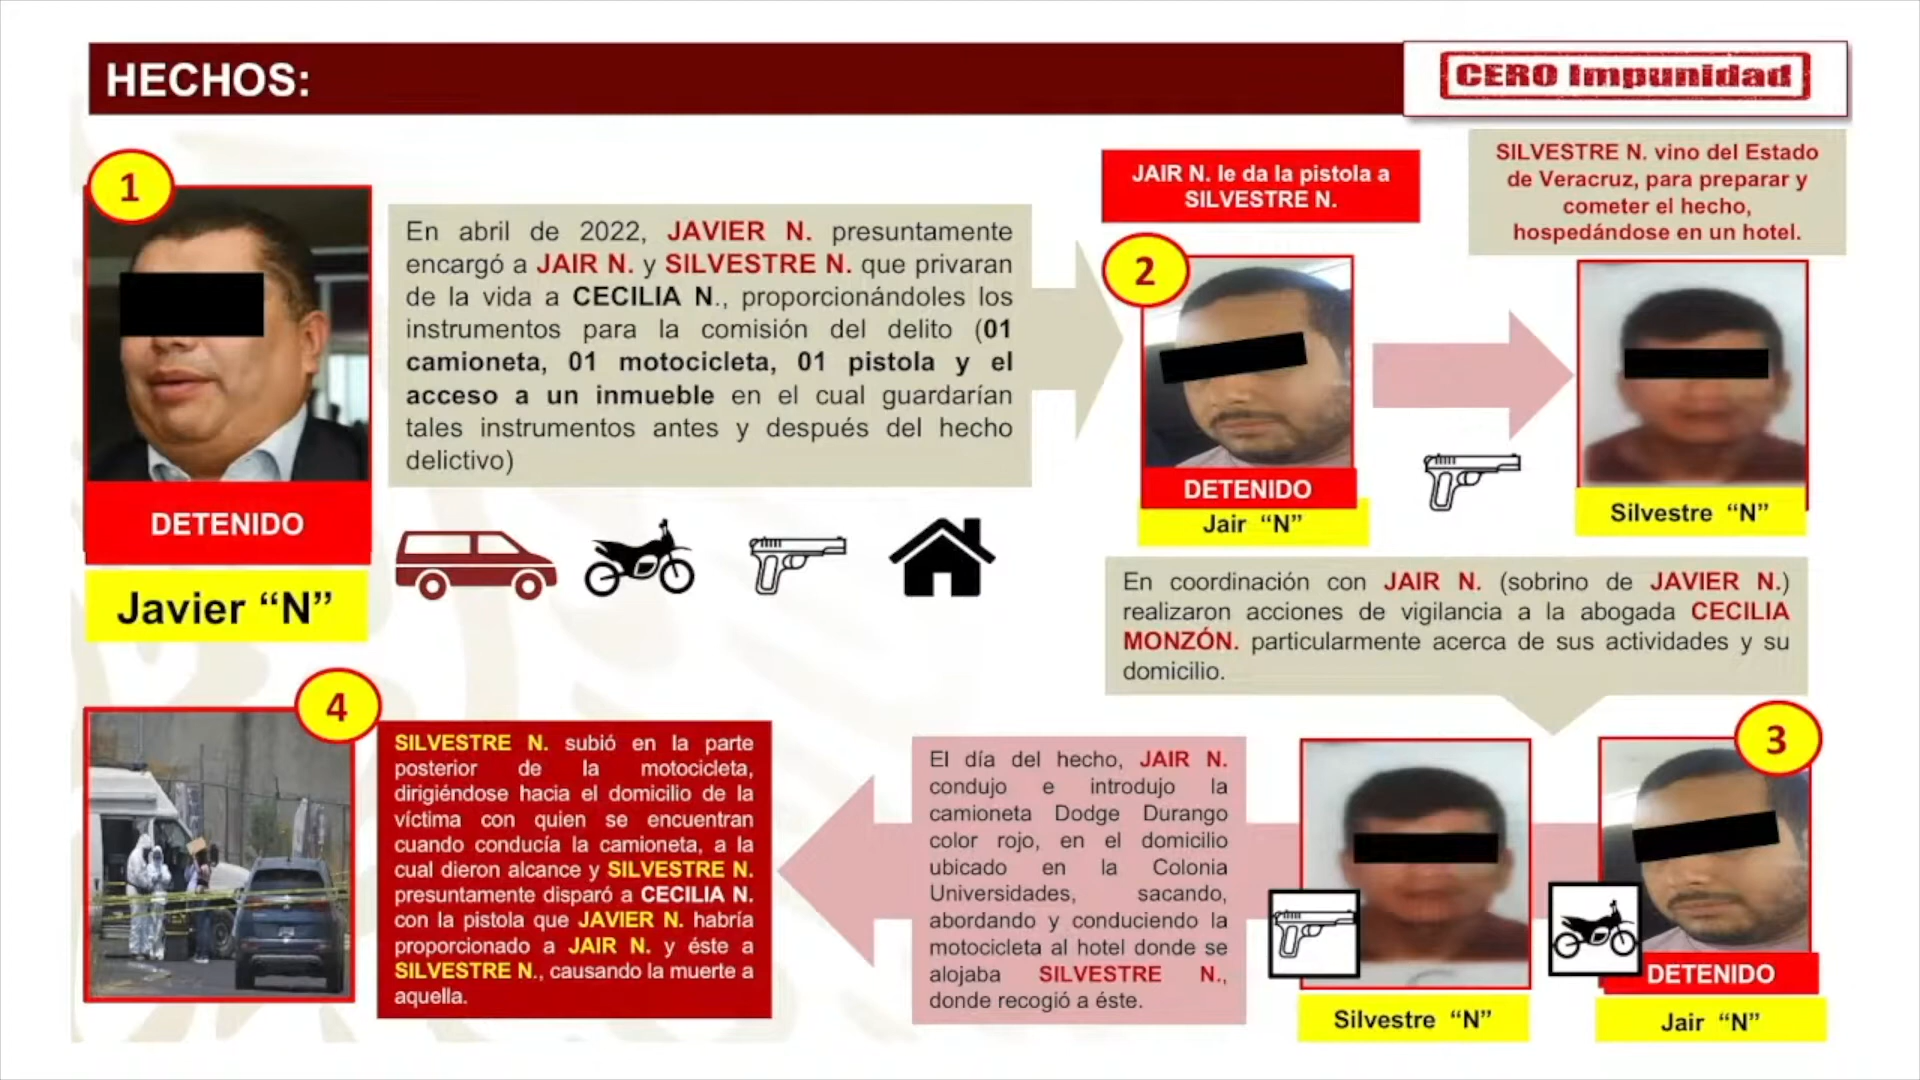 HECHOS:
CERO Impunidad
1
En abril de 2022, JAVIER N. presuntamente
encargó a JAIR N. y SILVESTRE N. que privaran
de la vida a CECILIA N., proporcionándoles los
instrumentos para la comisión del delito (01
camioneta, 01 motocicleta, 01 pistola y el
acceso a un inmueble en el cual guardarían
tales instrumentos antes y después del hecho
delictivo)
DETENIDO
Javier “N”
JAIR N. le da la pistola a
SILVESTRE N.
2
DETENIDO
Jair “N”
SILVESTRE N. vino del Estado
de Veracruz, para preparar y
cometer el hecho,
hospedándose en un hotel.
Silvestre “N”
En coordinación con JAIR N. (sobrino de JAVIER N.)
realizaron acciones de vigilancia a la abogada CECILIA
MONZÓN. particularmente acerca de sus actividades y su
domicilio.
3
DETENIDO
Jair “N”
Silvestre “N”
El día del hecho, JAIR N.
condujo e introdujo la
camioneta Dodge Durango
color rojo, en el domicilio
ubicado en la Colonia
Universidades, sacando,
abordando y conduciendo la
motocicleta al hotel donde se
alojaba SILVESTRE N.,
donde recogió a éste.
4
SILVESTRE N. subió en la parte
posterior de la motocicleta,
dirigiéndose hacia el domicilio de la
víctima con quien se encuentran
cuando conducía la camioneta, a la
cual dieron alcance y SILVESTRE N.
presuntamente disparó a CECILIA N.
con la pistola que JAVIER N. habría
proporcionado a JAIR N. y éste a
SILVESTRE N., causando la muerte a
aquella.